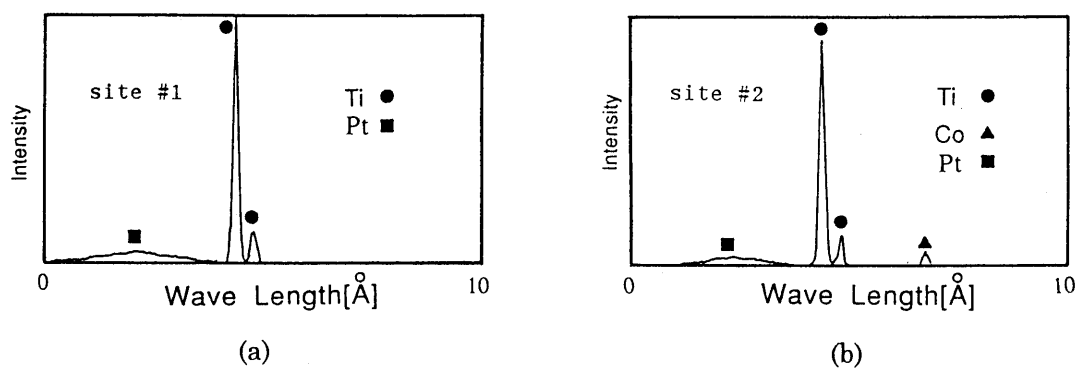 site #1
Ti ●
Pt ■
Intensity
0
10
Wave Length[Å]
(a)
site #2
Ti ●
Co ▲
Pt ■
Intensity
0
10
Wave Length[Å]
(b)